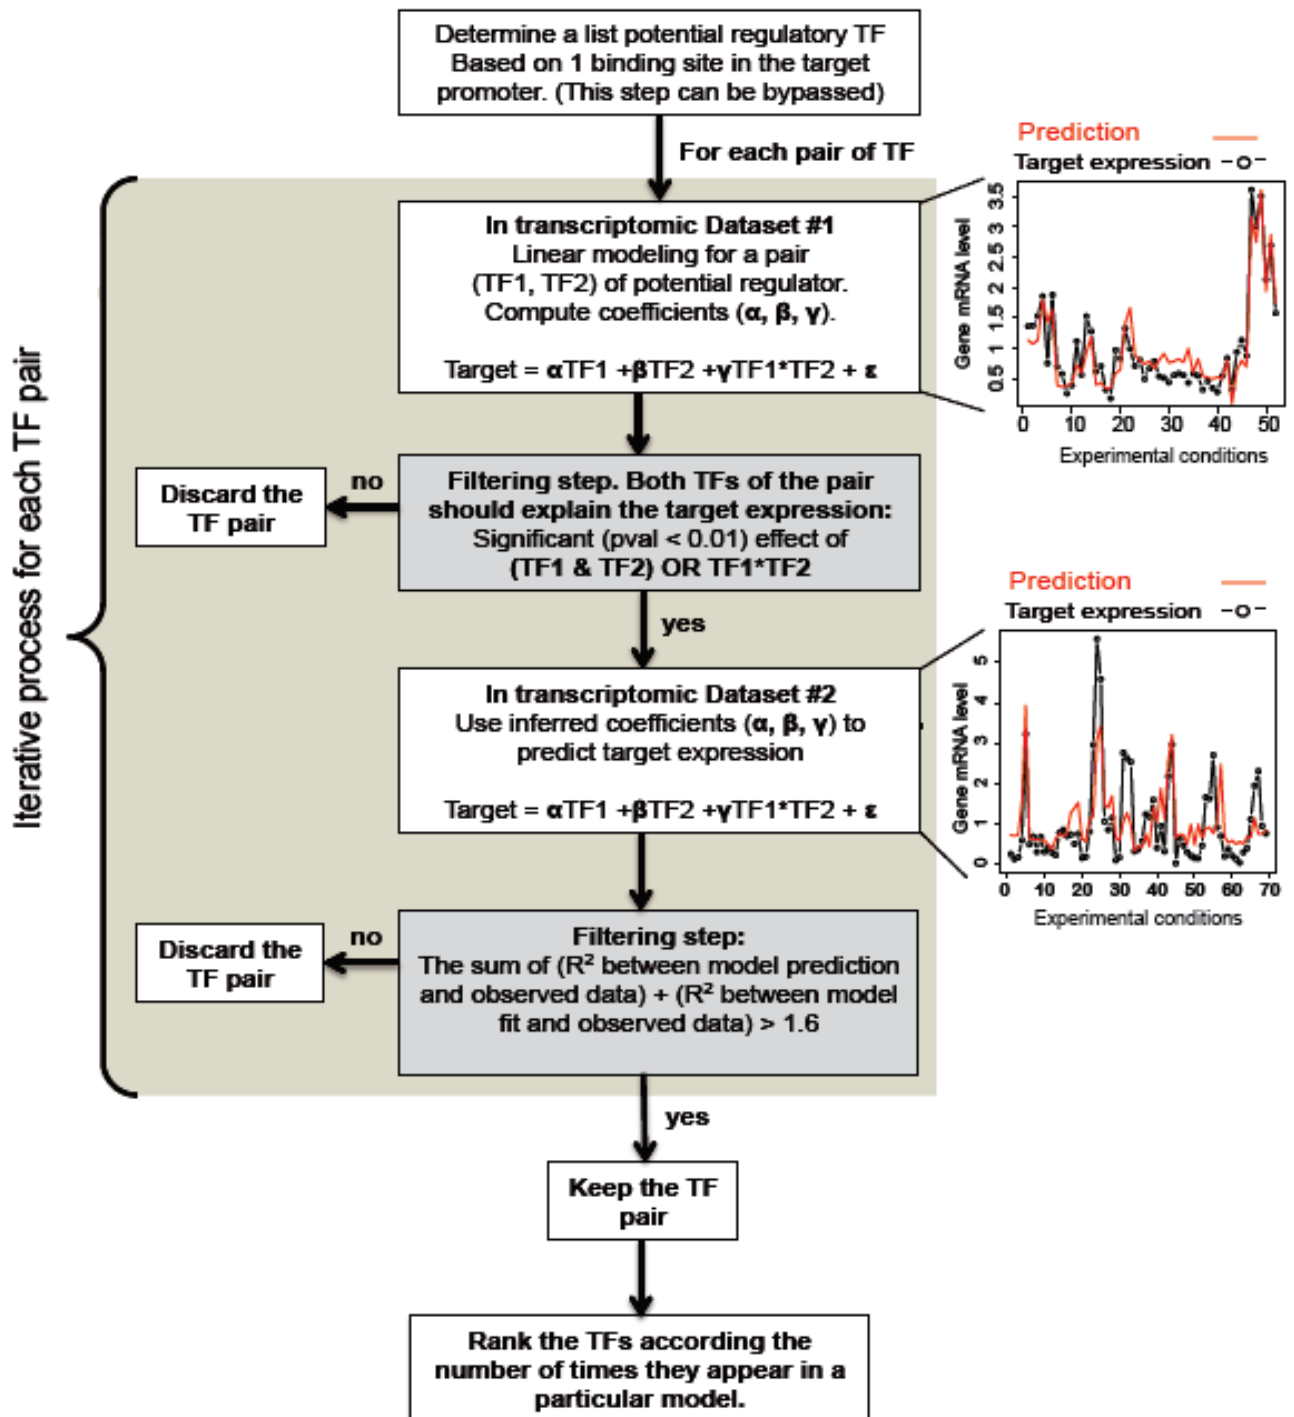 Determine a list potential regulatory TF
Based on 1 binding site in the target
promoter. (This step can be bypassed)
For each pair of TF
Iterative process for each TF pair
In transcriptomic Dataset #1
Linear modeling for a pair
(TF1, TF2) of potential regulator.
Compute coefficients (α, β, γ).
Target = αTF1 +βTF2 +γTF1*TF2 + ε
Prediction
Target expression
Gene mRNA level
0.5
1
1.5
2
2.5
3
3.5
0 10 20 30 40 50
Experimental conditions
no
Discard the
TF pair
Filtering step. Both TFs of the pair
should explain the target expression:
Significant (pval < 0.01) effect of
(TF1 & TF2) OR TF1*TF2
yes
In transcriptomic Dataset #2
Use inferred coefficients (α, β, γ) to
predict target expression
Target = αTF1 +βTF2 +γTF1*TF2 + ε
Prediction
Target expression
Gene mRNA level
0
1
2
3
4
5
0 10 20 30 40 50 60 70
Experimental conditions
no
Discard the
TF pair
Filtering step:
The sum of (R² between model prediction
and observed data) + (R² between model
fit and observed data) > 1.6
yes
Keep the TF
pair
Rank the TFs according the
number of times they appear in a
particular model.